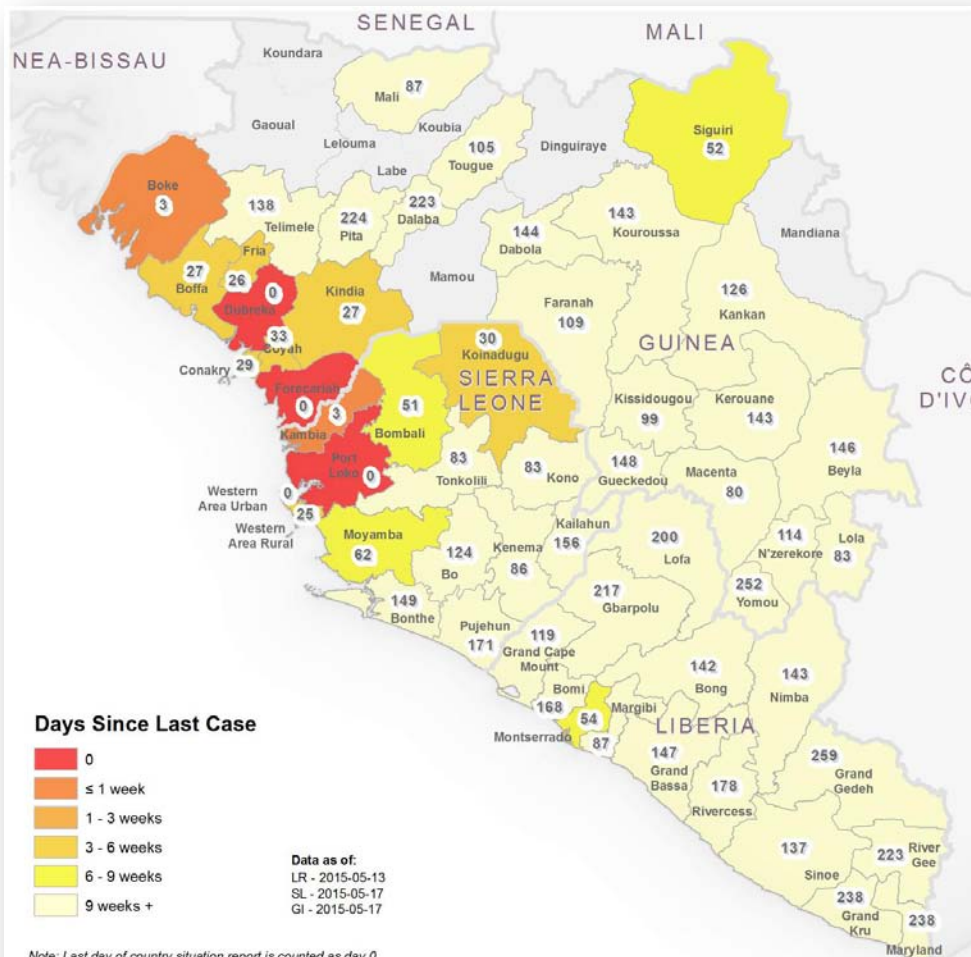 SENEGAL
MALI
NEA-BISSAU
Koundara
87
Mali
Gaoual
Koubia
Lelouma
Labe
105
Tougue
Dinguiraye
Siguiri
52
Boke
3
138
Telimele
224
Pita
223
Dalaba
144
Dabola
143
Kouroussa
Mandiana
Mamou
Fria
27
Boffa
26
0
Dubreka
Kindia
27
Faranah
109
126
Kankan
33
Coyah
Conakry
29
30
Koinadugu
GUINEA
SIERRA
LEONE
CÔ
D'IVO
Forecariah
0
3
Kambia
51
Bombali
Kissidougou
99
Kerouane
143
146
Beyla
Port
Loko
0
83
Tonkolili
83
Kono
148
Gueckedou
Macenta
80
0
Western
Area Urban
25
Western
Area Rural
Moyamba
62
124
Bo
Kenema
86
Kailahun
156
200
Lofa
114
N'zerekore
Lola
83
252
Yomou
217
Gbarpolu
149
Bonthe
Pujehun
171
119
Grand Cape
Mount
142
Bong
143
Nimba
Bomi
168
54
Margibi
Montserrado
87
LIBERIA
147
Grand
Bassa
178
Rivercess
259
Grand
Gedeh
137
Sinoe
223
River
Gee
238
Grand
Kru
238
Maryland
Days Since Last Case
0
≤ 1 week
1 - 3 weeks
3 - 6 weeks
6 - 9 weeks
9 weeks +
Data as of:
LR - 2015-05-13
SL - 2015-05-17
GI - 2015-05-17
Note: Last day of country situation report is counted as day 0